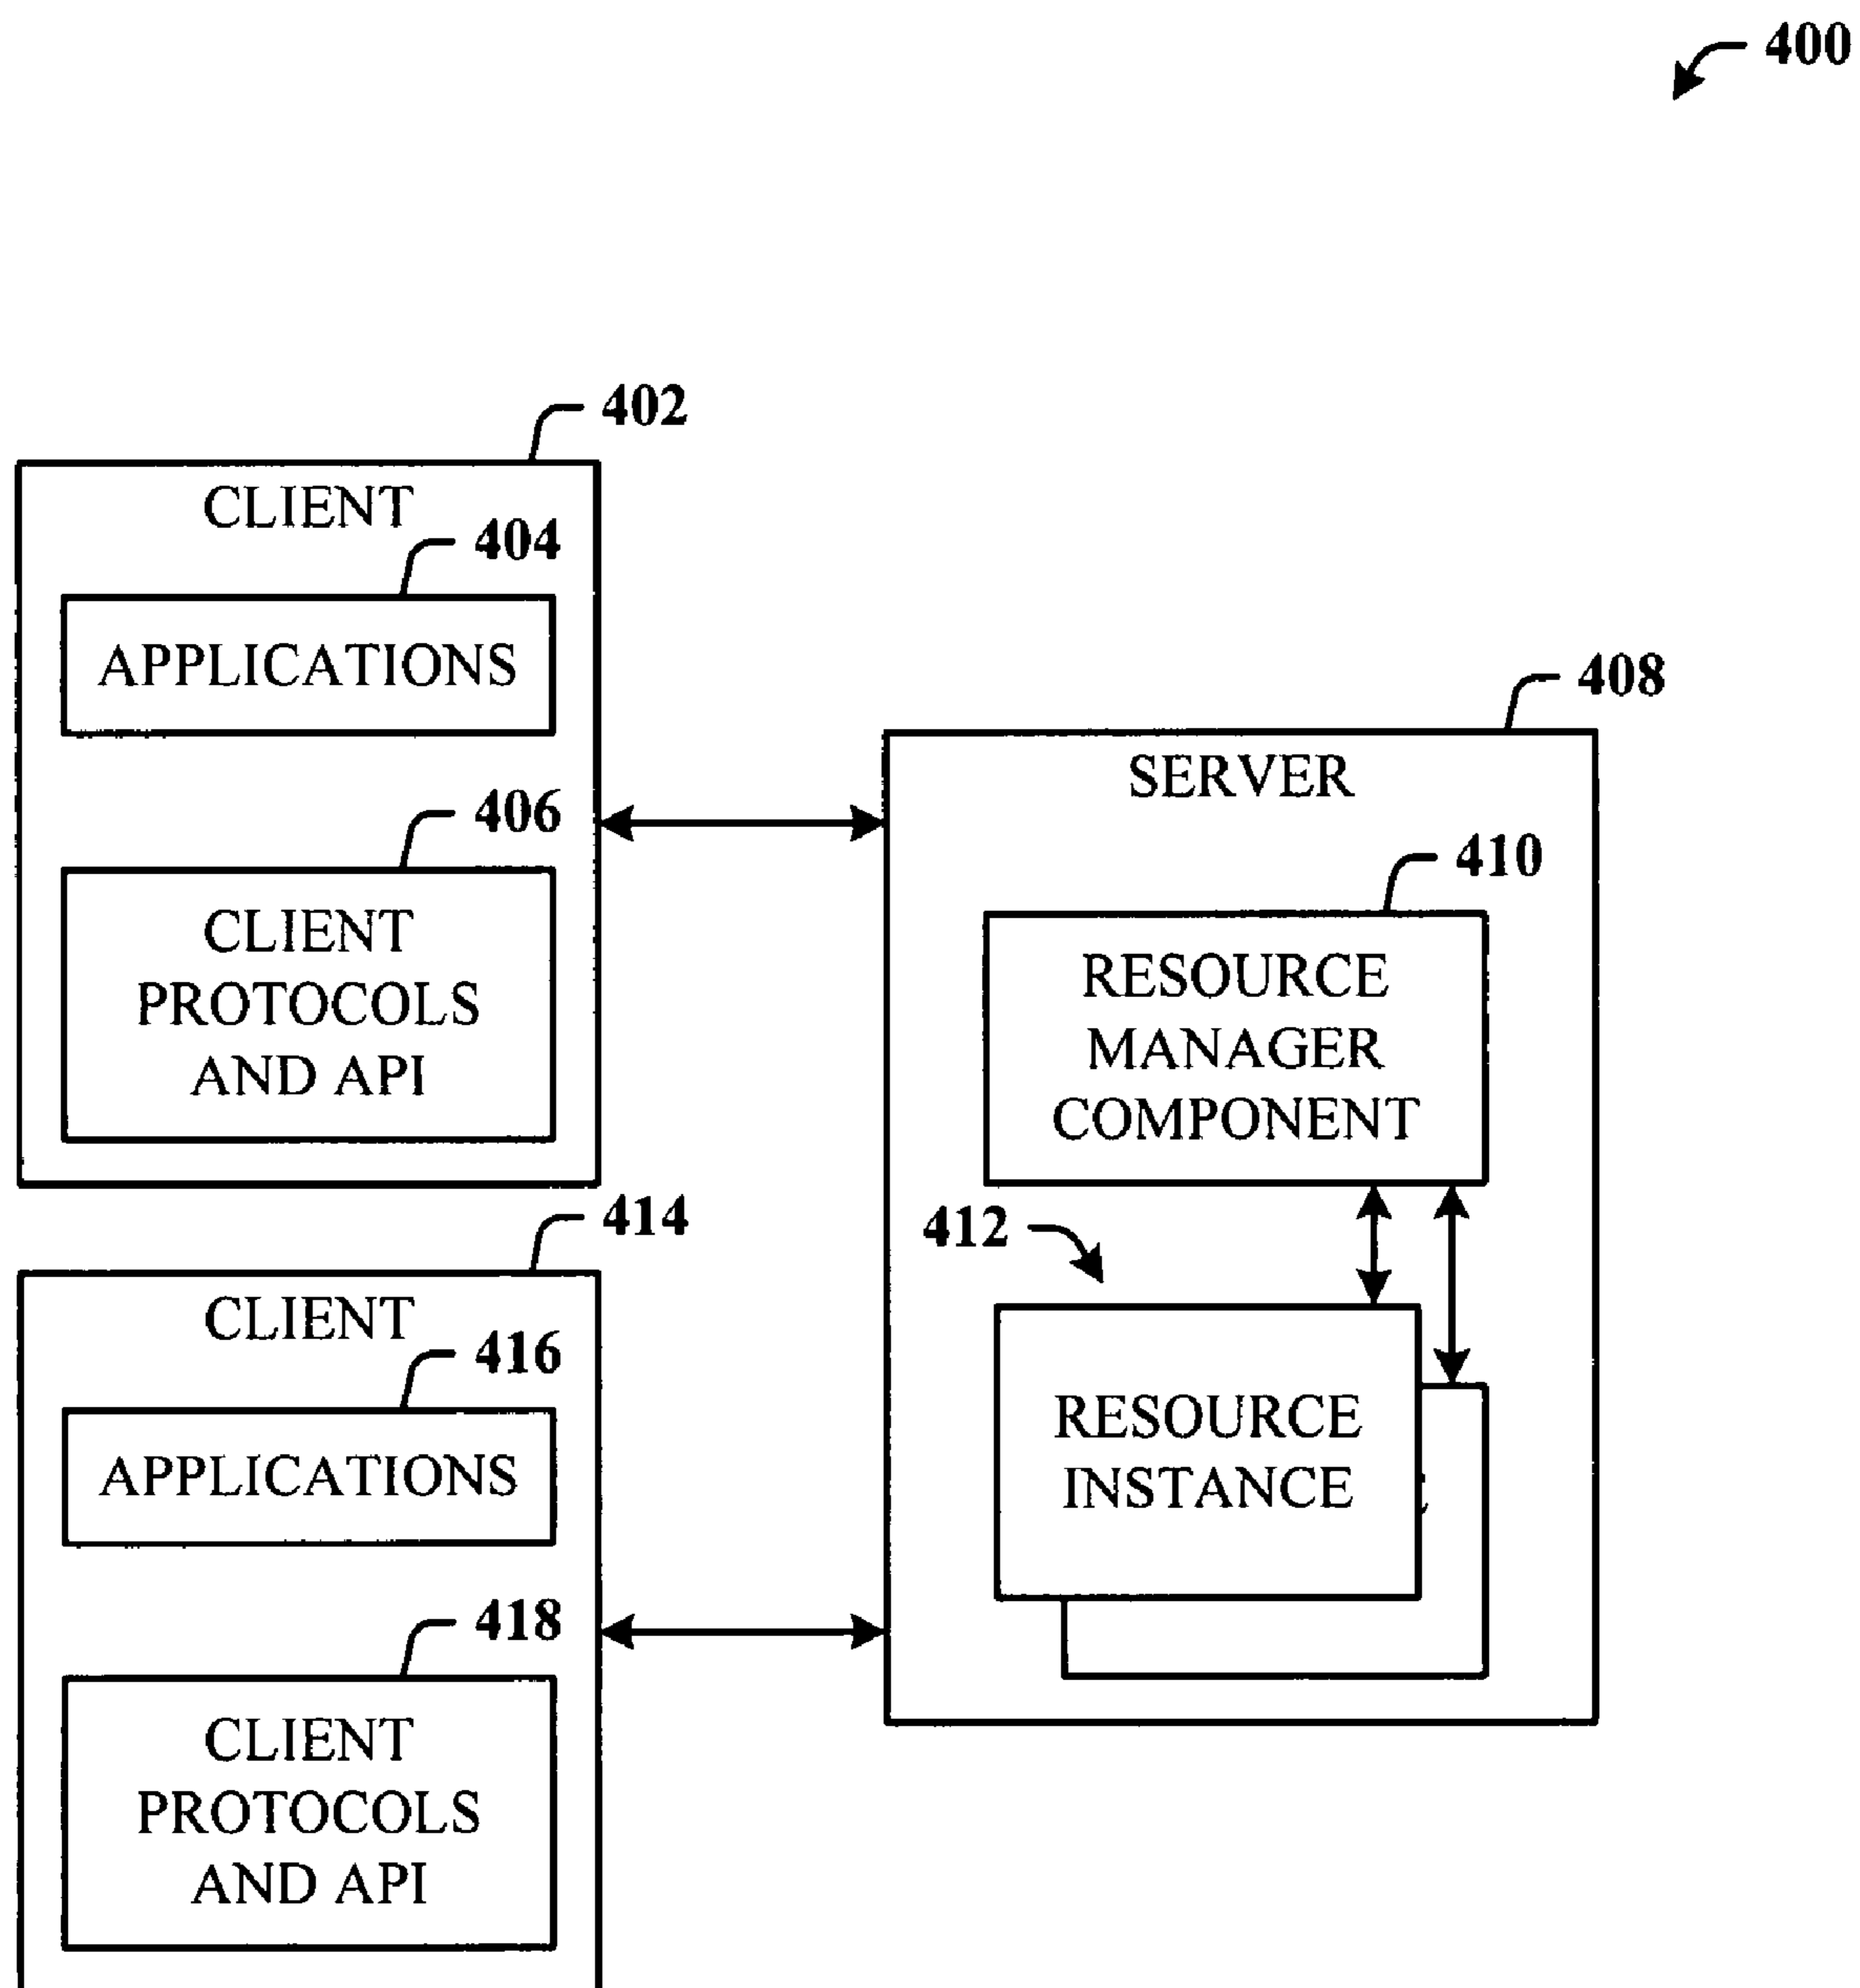 400
402
CLIENT
404
APPLICATIONS
406
CLIENT
PROTOCOLS
AND API
408
SERVER
410
RESOURCE
MANAGER
COMPONENT
412
RESOURCE
INSTANCE
414
CLIENT
416
APPLICATIONS
418
CLIENT
PROTOCOLS
AND API